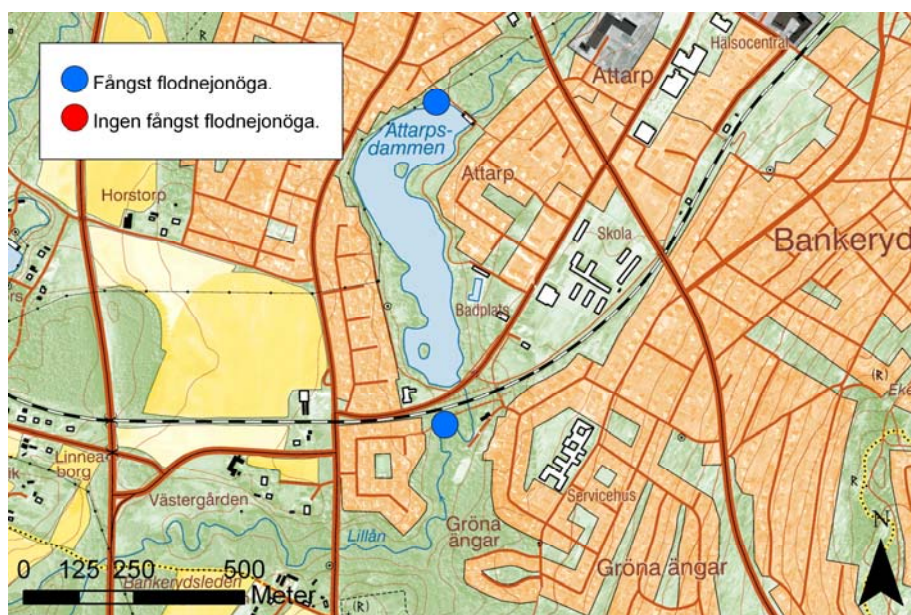 R
Fångst flodnejonöga.
Ingen fångst flodnejonöga.
Hälsocentral
Attarp
Attarps-
dammen
Attarp
Horstorp
Skola
Bankeryd
Badplats
(R)
Eke
Linnea
borg
Västergården
Servicehus
R
Lillån
Gröna
ängar
N
Gröna ängar
0 125 250 500
Meter
Bankerydsleden
(R)